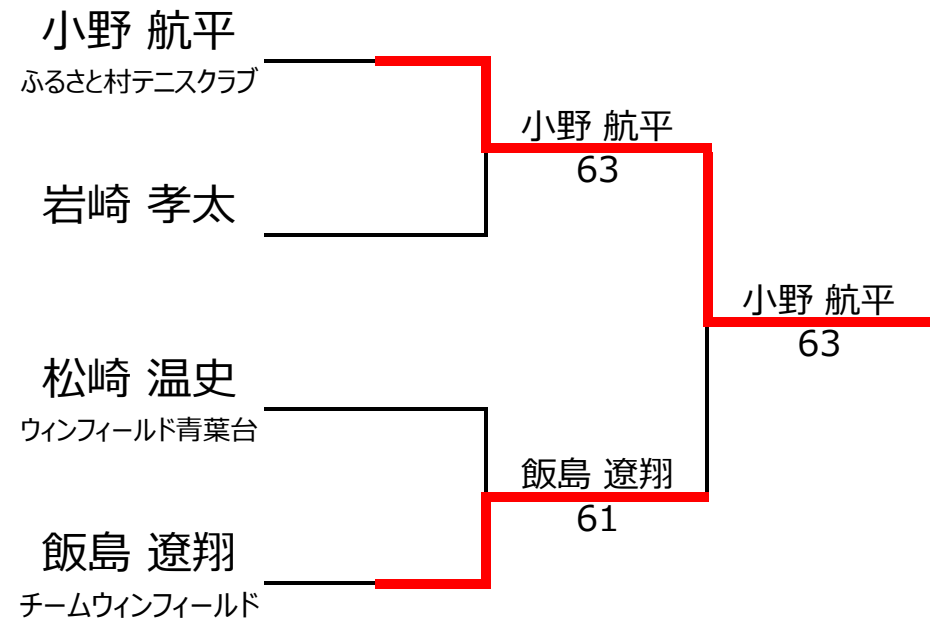 小野 航平
ふるさと村テニスクラブ
小野 航平
63
岩崎 孝太
小野 航平
63
松崎 温史
ウィンフィールド青葉台
飯島 遼翔
61
飯島 遼翔
チームウィンフィールド